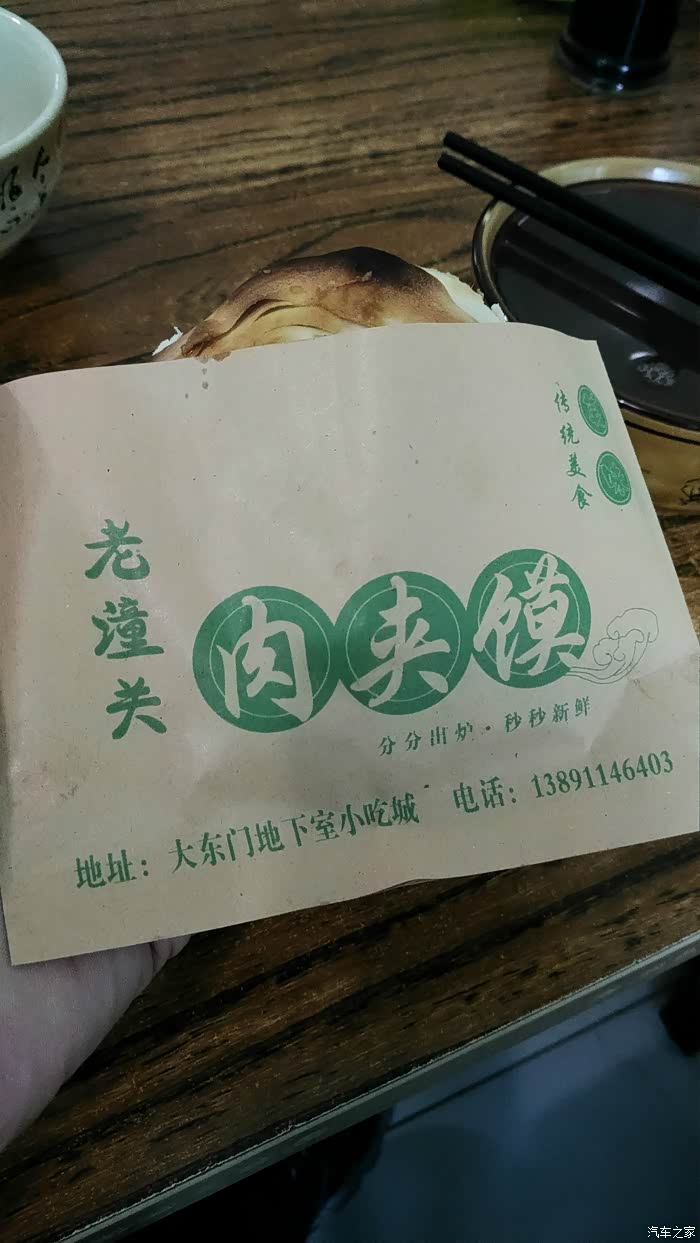 传统美食
老潼关
肉夹馍
分分出炉·秒秒新鲜
地址：大东门地下室小吃城 电话：13891146403
汽车之家